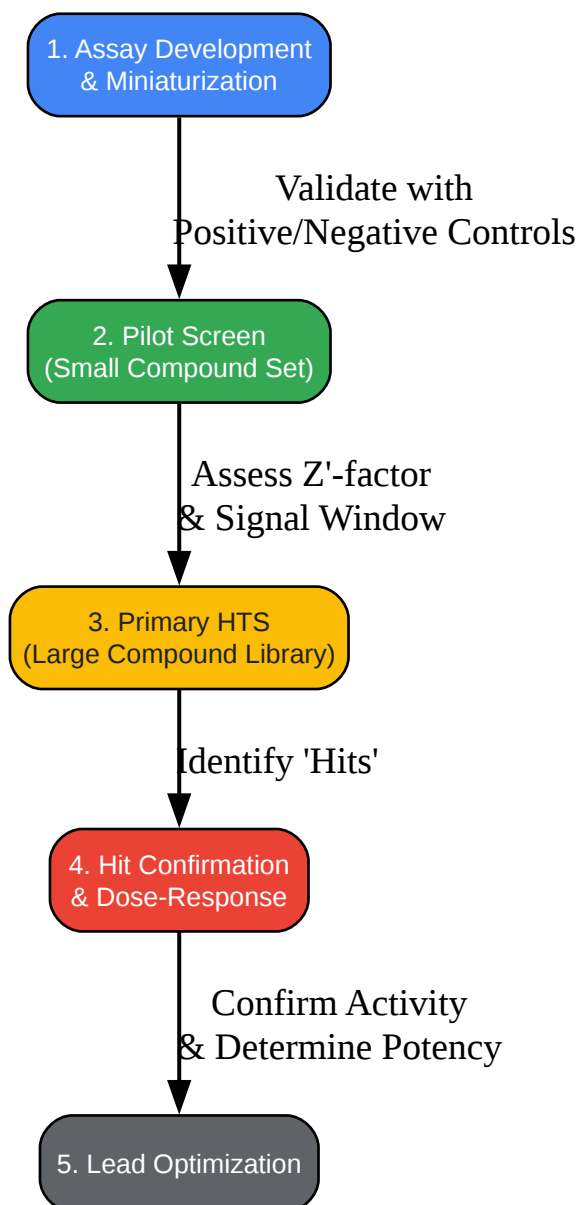 1. Assay Development
& Miniaturization
Validate with
Positive/Negative Controls
2. Pilot Screen
(Small Compound Set)
Assess Z'-factor
& Signal Window
3. Primary HTS
(Large Compound Library)
Identify 'Hits'
4. Hit Confirmation
& Dose-Response
Confirm Activity
& Determine Potency
5. Lead Optimization